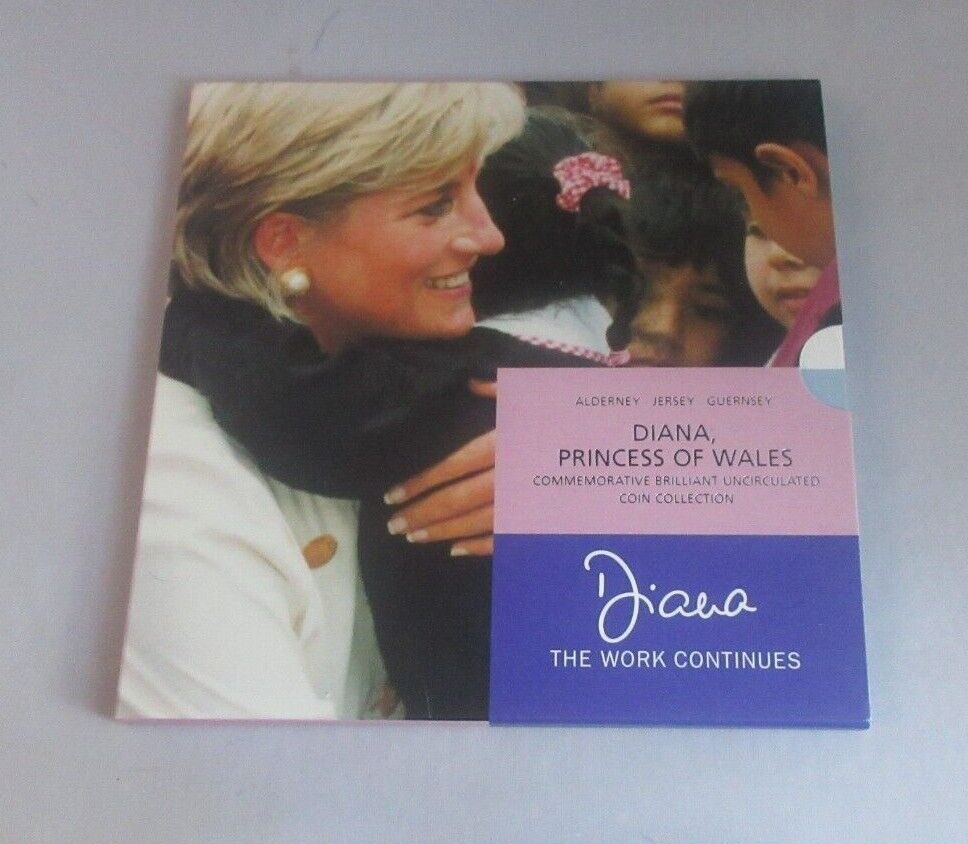 ALDERNEY JERSEY GUERNSEY
DIANA,
PRINCESS OF WALES
COMMEMORATIVE BRILLIANT UNCIRCULATED
COIN COLLECTION
Diana
THE WORK CONTINUES